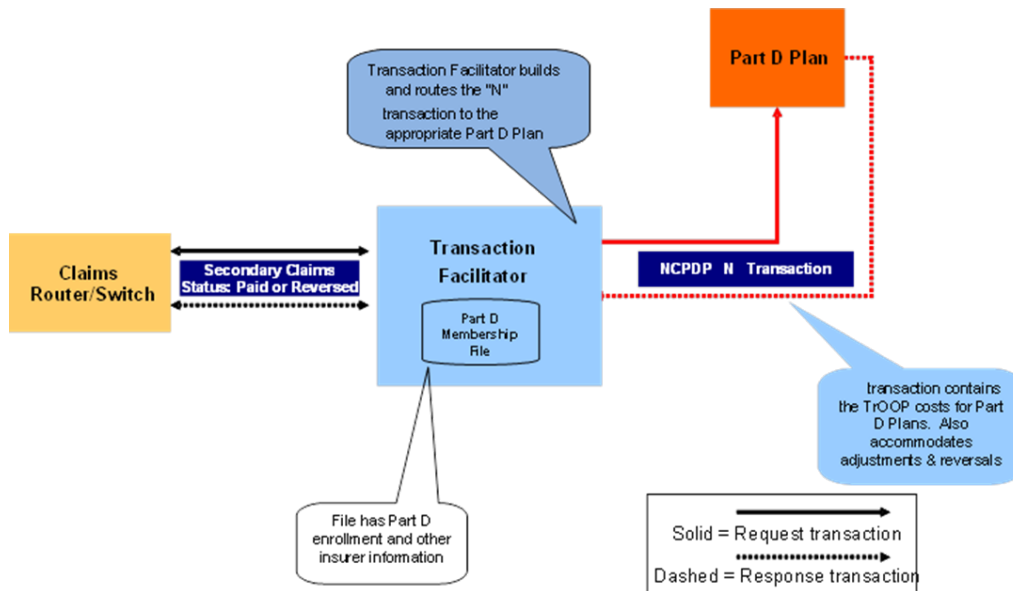 Transaction Facilitator builds
and routes the "N"
transaction to the
appropriate Part D Plan
Part D Plan
Claims
Router/Switch
Secondary Claims
Status: Paid or Reversed
Transaction
Facilitator
Part D
Membership
File
NCPDP N Transaction
transaction contains
the TrOOP costs for Part
D Plans. Also
accommodates
adjustments & reversals
File has Part D
enrollment and other
insurer information
Solid = Request transaction
Dashed = Response transaction